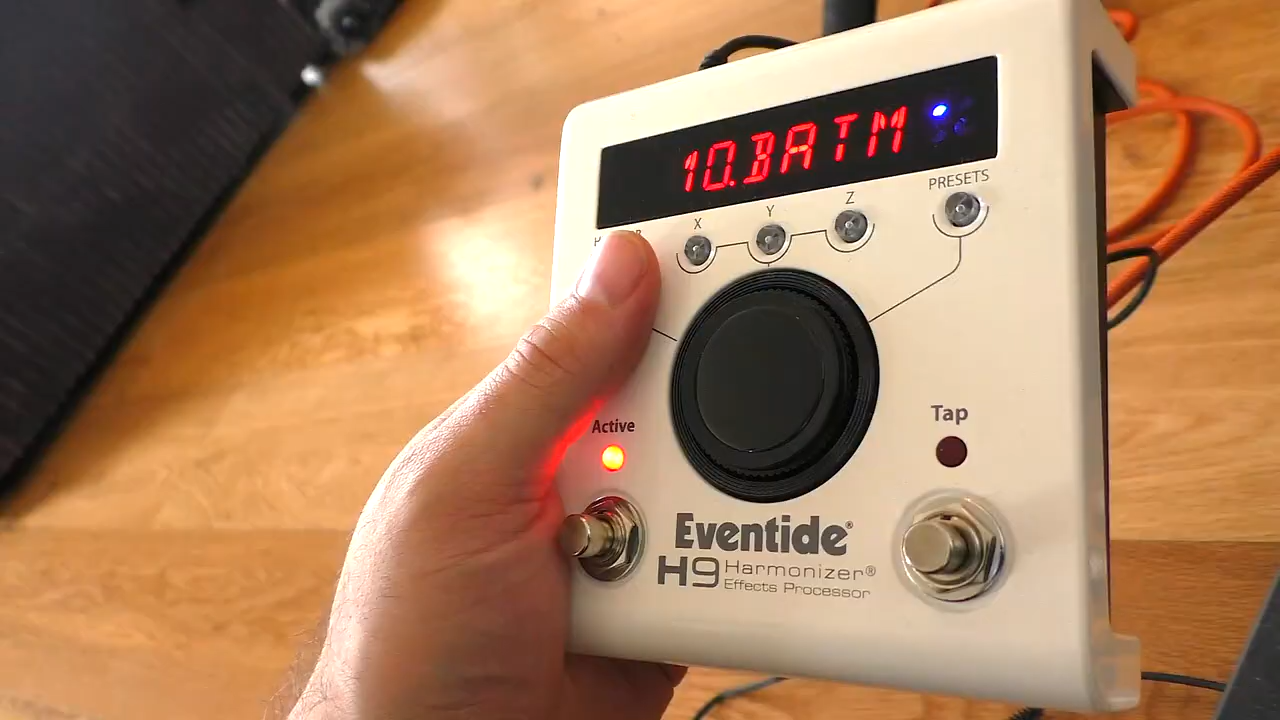 10.BATM
X Y Z PRESETS
Active
Tap
Eventide®
H9 Harmonizer®
Effects Processor